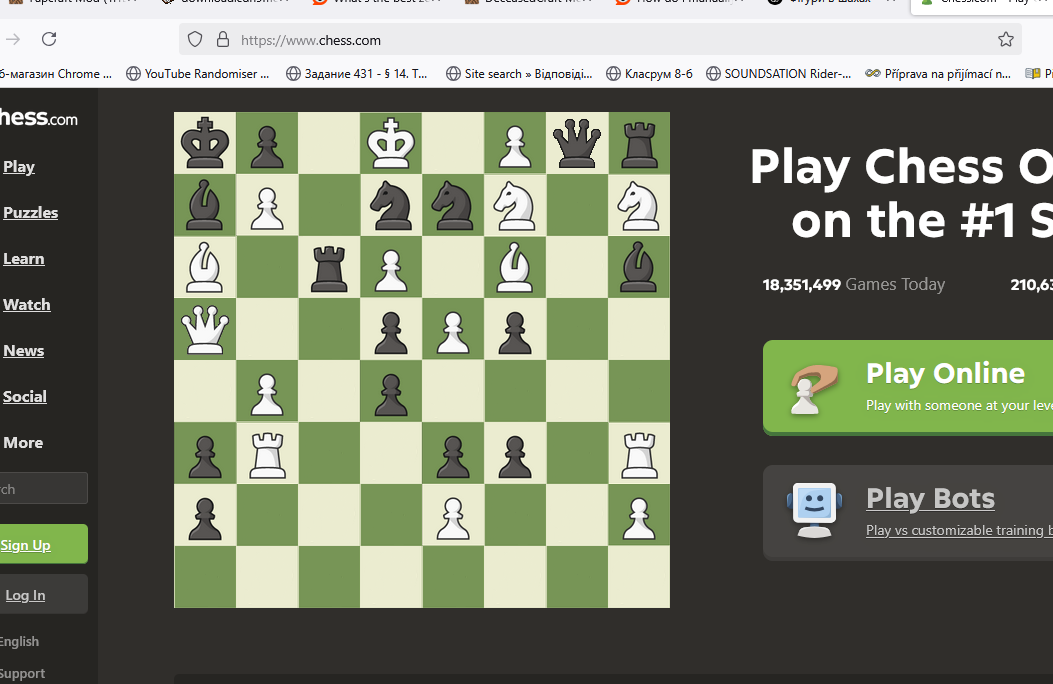 https://www.chess.com
б-магазин Chrome ...
YouTube Randomiser ...
Задание 431 - § 14. Т...
Site search » Відповіді...
Класрум 8-б
SOUNDSATION Rider-...
Příprava na přijímací n...
hess.com
Play
Puzzles
Learn
Watch
News
Social
More
rch
Sign Up
Log In
English
Support
Play Chess O
on the #1 S
18,351,499 Games Today
210,63
Play Online
Play with someone at your leve
Play Bots
Play vs customizable training b